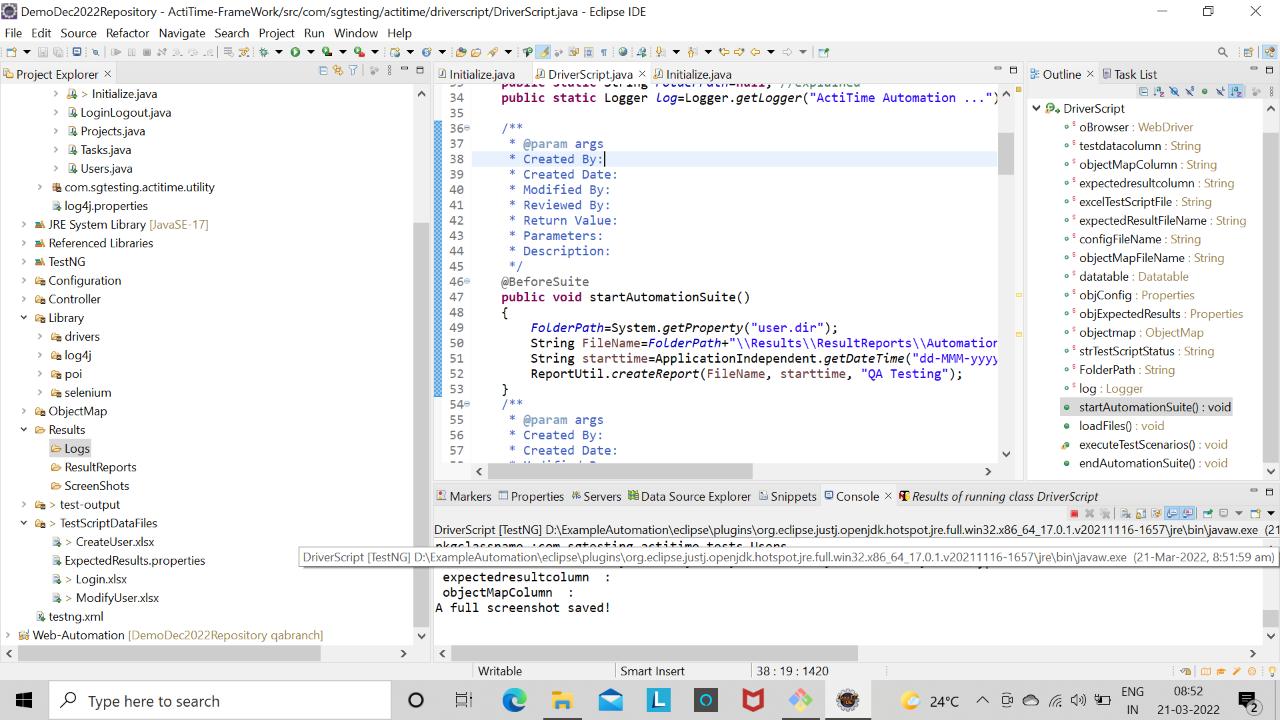 DemoDec2022Repository - ActiTime-FrameWork/src/com/sgtesting/actitime/driverscript/DriverScript.java - Eclipse IDE
File Edit Source Refactor Navigate Search Project Run Window Help
Project Explorer
> Initialize.java
LoginLogout.java
Projects.java
Tasks.java
Users.java
com.sgtesting.actitime.utility
log4j.properties
JRE System Library [JavaSE-17]
Referenced Libraries
TestNG
Configuration
Controller
Library
drivers
log4j
poi
selenium
ObjectMap
Results
Logs
ResultReports
ScreenShots
> test-output
> TestScriptDataFiles
> CreateUser.xlsx
ExpectedResults.properties
> Login.xlsx
> ModifyUser.xlsx
testng.xml
Web-Automation [DemoDec2022Repository qabranch]
Initialize.java DriverScript.java Initialize.java
34 public static Logger log=Logger.getLogger("ActiTime Automation ...")
35
36 /**
37 * @param args
38 * Created By:
39 * Created Date:
40 * Modified By:
41 * Reviewed By:
42 * Return Value:
43 * Parameters:
44 * Description:
45 */
46 @BeforeSuite
47 public void startAutomationSuite()
48 {
49 FolderPath=System.getProperty("user.dir");
50 String FileName=FolderPath+"\\Results\\ResultReports\\Automation
51 String starttime=ApplicationIndependent.getDateTime("dd-MMM-yyyy
52 ReportUtil.createReport(FileName, starttime, "QA Testing");
53 }
54 /**
55 * @param args
56 * Created By:
57 * Created Date:
Outline Task List
DriverScript
oBrowser : WebDriver
testdatacolumn : String
objectMapColumn : String
expectedresultcolumn : String
excelTestScriptFile : String
expectedResultFileName : String
configFileName : String
objectMapFileName : String
datatable : Datatable
objConfig : Properties
objExpectedResults : Properties
objectmap : ObjectMap
strTestScriptStatus : String
FolderPath : String
log : Logger
startAutomationSuite() : void
loadFiles() : void
executeTestScenarios() : void
endAutomationSuite() : void
Markers Properties Servers Data Source Explorer Snippets Console Results of running class DriverScript
DriverScript [TestNG] D:\ExampleAutomation\eclipse\plugins\org.eclipse.justj.openjdk.hotspot.jre.full.win32.x86_64_17.0.1.v20211116-1657\jre\bin\javaw.exe (21
DriverScript [TestNG] D:\ExampleAutomation\eclipse\plugins\org.eclipse.justj.openjdk.hotspot.jre.full.win32.x86_64_17.0.1.v20211116-1657\jre\bin\javaw.exe (21-Mar-2022, 8:51:59 am)
expectedresultcolumn :
objectMapColumn :
A full screenshot saved!
Writable Smart Insert 38 : 19 : 1420
Type here to search
24°C
ENG
IN
08:52
21-03-2022
2